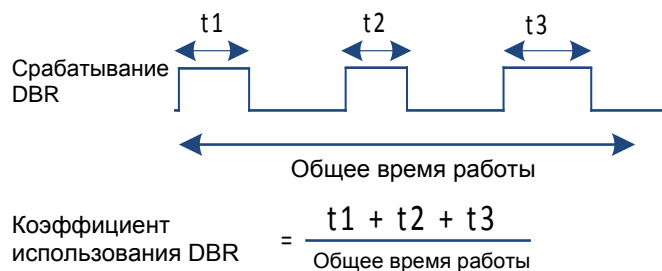 t1 t2 t3
Срабатывание
DBR
Общее время работы
Коэффициент
использования DBR
= t1 + t2 + t3
Общее время работы